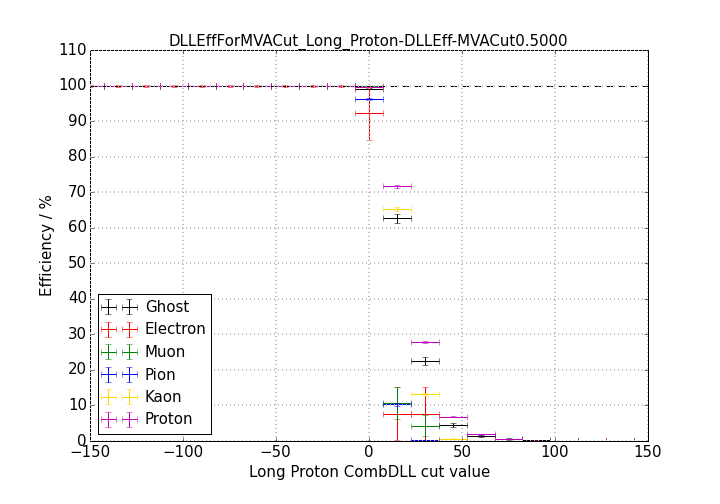 DLLEffForMVACut_Long_Proton-DLLEff-MVACut0.5000
110
100
90
80
70
60
50
40
30
20
10
0
Efficiency / %
Ghost
Electron
Muon
Pion
Kaon
Proton
−150 −100 −50 0 50 100 150
Long Proton CombDLL cut value